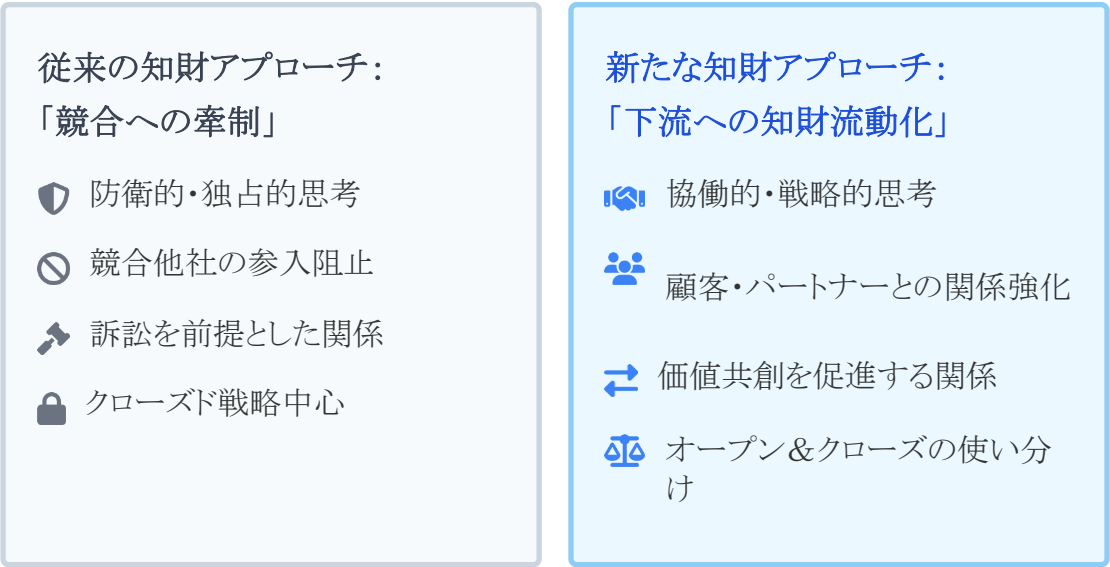 従来の知財アプローチ:
「競合への牽制」
防衛的・独占的思考
競合他社の参入阻止
訴訟を前提とした関係
クローズド戦略中心
新たな知財アプローチ:
「下流への知財流動化」
協働的・戦略的思考
顧客・パートナーとの関係強化
価値共創を促進する関係
オープン&クローズの使い分
け